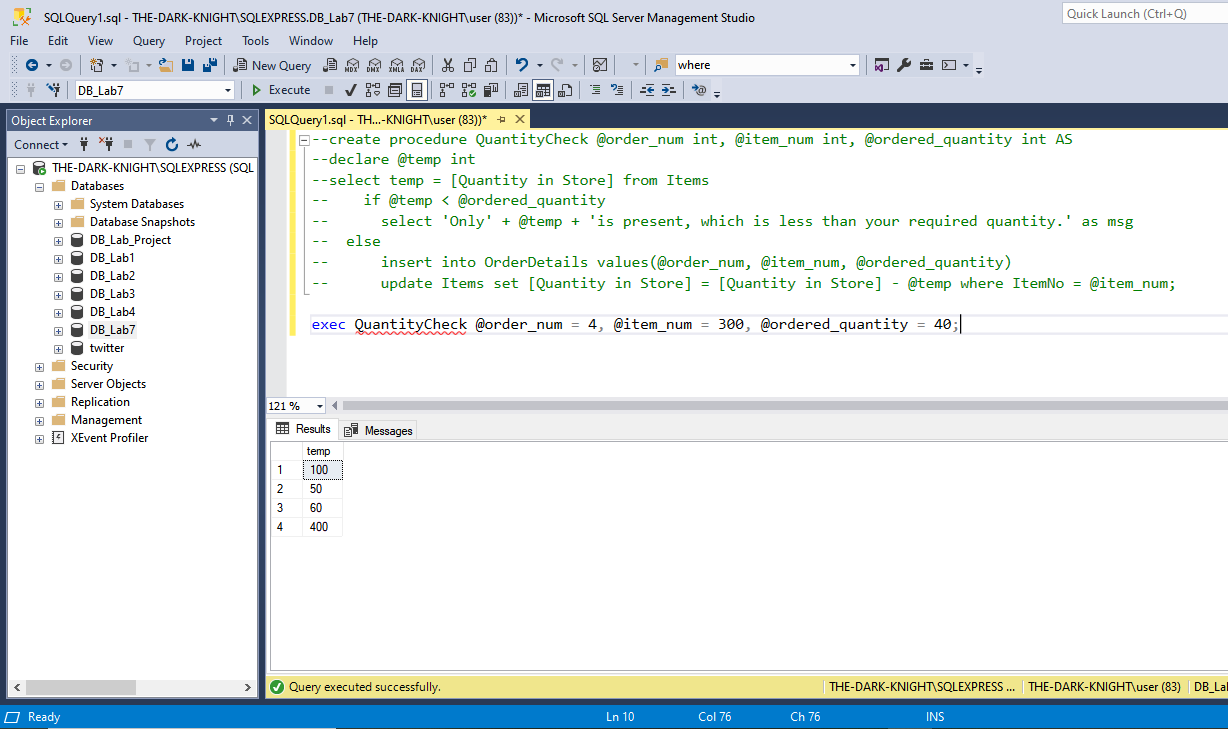 SQLQuery1.sql - THE-DARK-KNIGHT\SQLEXPRESS.DB_Lab7 (THE-DARK-KNIGHT\user (83))* - Microsoft SQL Server Management Studio
Quick Launch (Ctrl+Q)
File Edit View Query Project Tools Window Help
New Query MDX DMX XMLA DAX where
DB_Lab7 Execute
Object Explorer
Connect
THE-DARK-KNIGHT\SQLEXPRESS (SQL
Databases
System Databases
Database Snapshots
DB_Lab_Project
DB_Lab1
DB_Lab2
DB_Lab3
DB_Lab4
DB_Lab7
twitter
Security
Server Objects
Replication
Management
XEvent Profiler
SQLQuery1.sql - TH...-KNIGHT\user (83))*
--create procedure QuantityCheck @order_num int, @item_num int, @ordered_quantity int AS
--declare @temp int
--select temp = [Quantity in Store] from Items
-- if @temp < @ordered_quantity
-- select 'Only' + @temp + 'is present, which is less than your required quantity.' as msg
-- else
-- insert into OrderDetails values(@order_num, @item_num, @ordered_quantity)
-- update Items set [Quantity in Store] = [Quantity in Store] - @temp where ItemNo = @item_num;
exec QuantityCheck @order_num = 4, @item_num = 300, @ordered_quantity = 40;
121 %
Results Messages
temp
1 100
2 50
3 60
4 400
Query executed successfully. THE-DARK-KNIGHT\SQLEXPRESS ... THE-DARK-KNIGHT\user (83) DB_La
Ready Ln 10 Col 76 Ch 76 INS